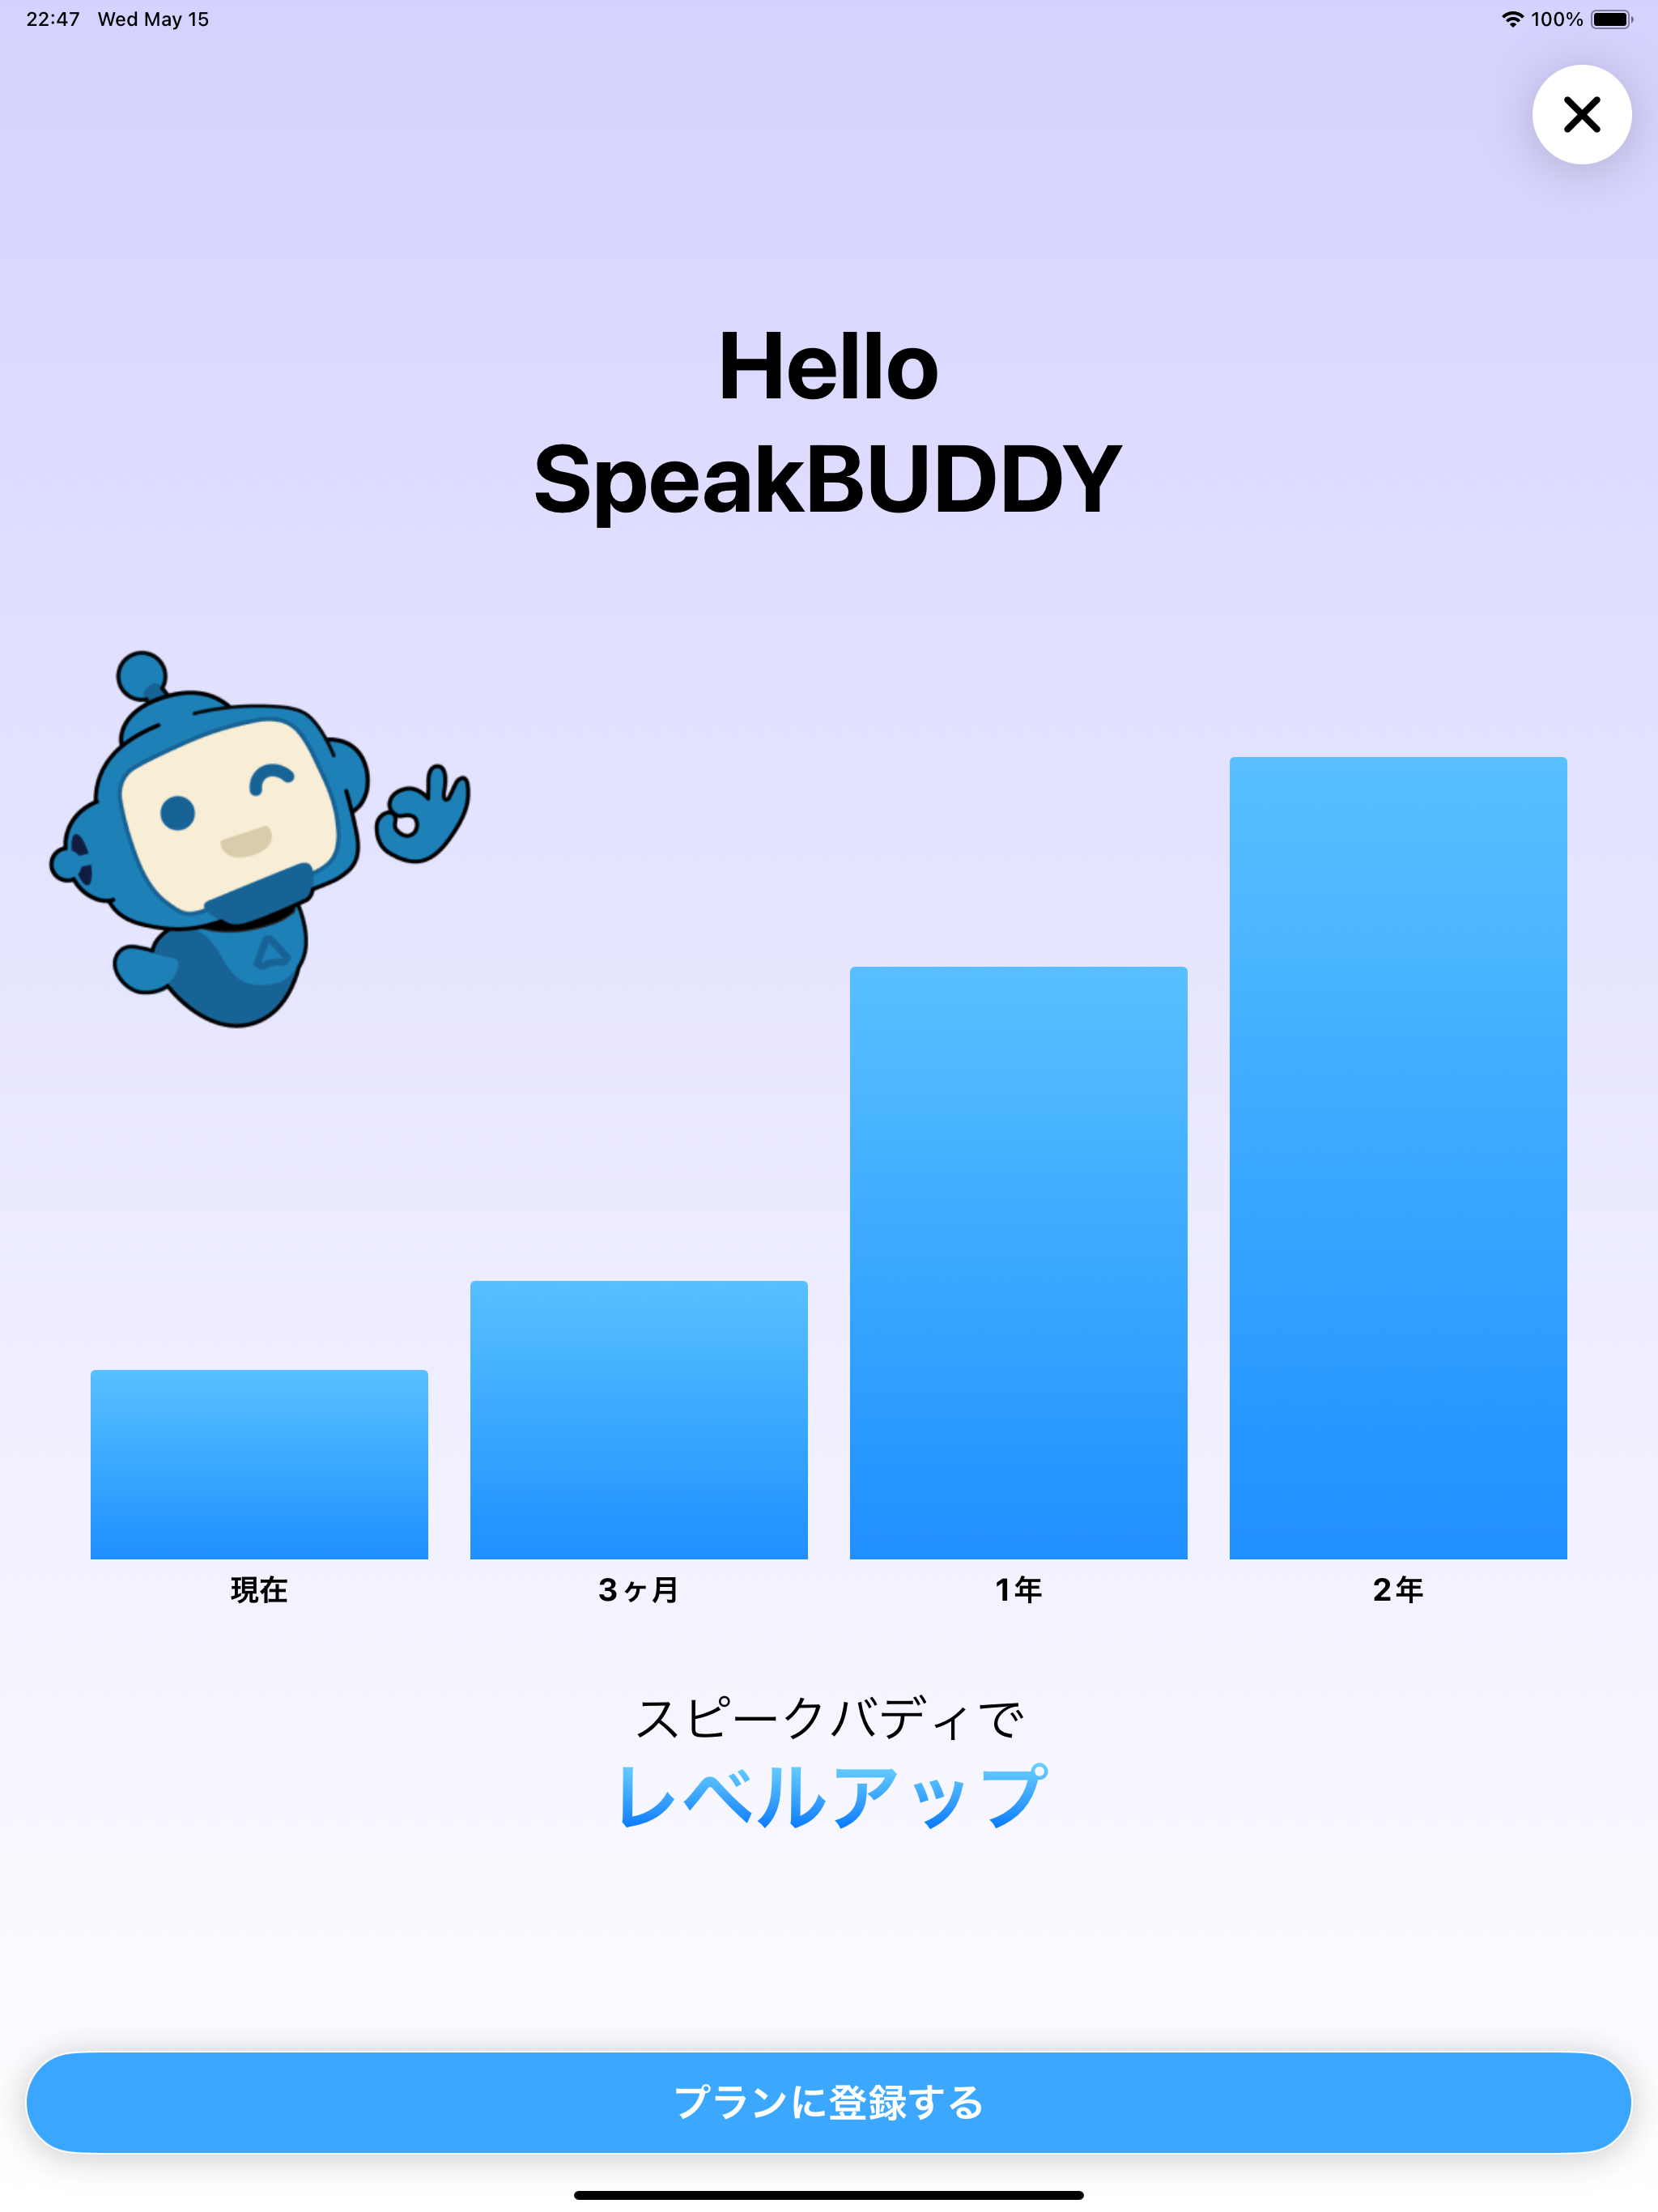 22:47 Wed May 15
100%
Hello
SpeakBUDDY
現在
3ヶ月
1年
2年
スピークバディで
レベルアップ
プランに登録する